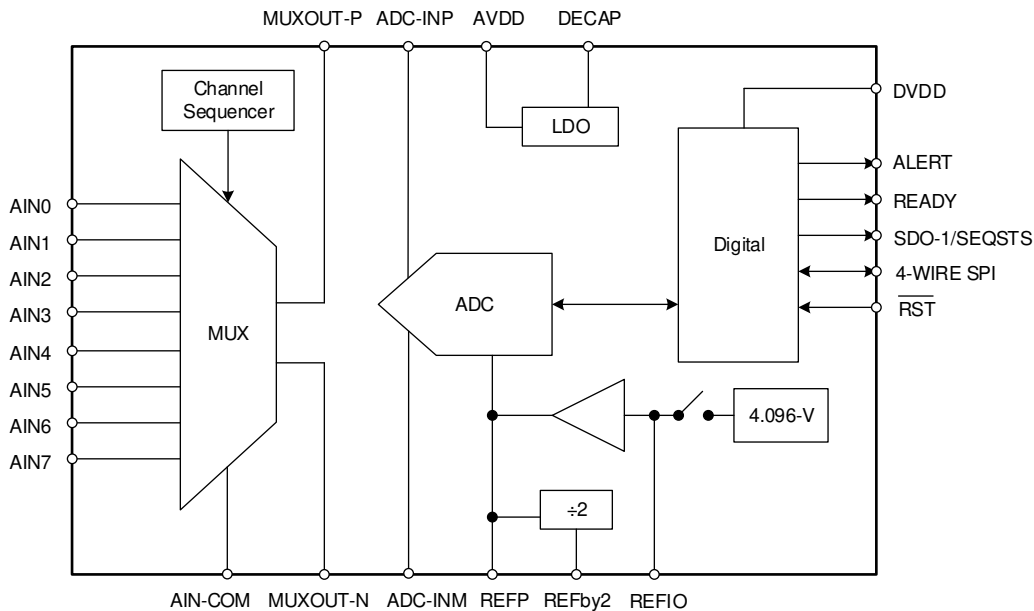 MUXOUT-P ADC-INP AVDD DECAP
Channel
Sequencer
LDO
DVDD
ALERT
READY
SDO-1/SEQSTS
4-WIRE SPI
RST
AIN0
AIN1
AIN2
AIN3
AIN4
AIN5
AIN6
AIN7
MUX
ADC
Digital
4.096-V
÷2
AIN-COM MUXOUT-N ADC-INM REFP REFby2 REFIO